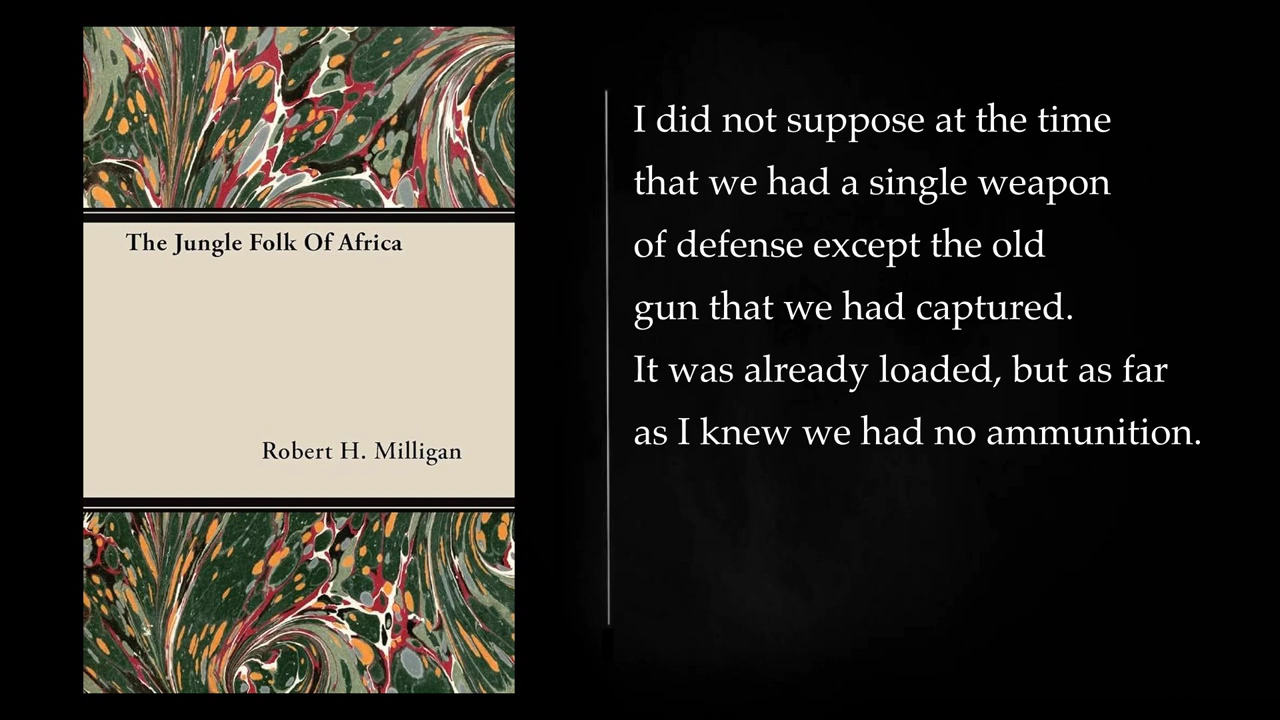 The Jungle Folk Of Africa
Robert H. Milligan
I did not suppose at the time
that we had a single weapon
of defense except the old
gun that we had captured.
It was already loaded, but as far
as I knew we had no ammunition.